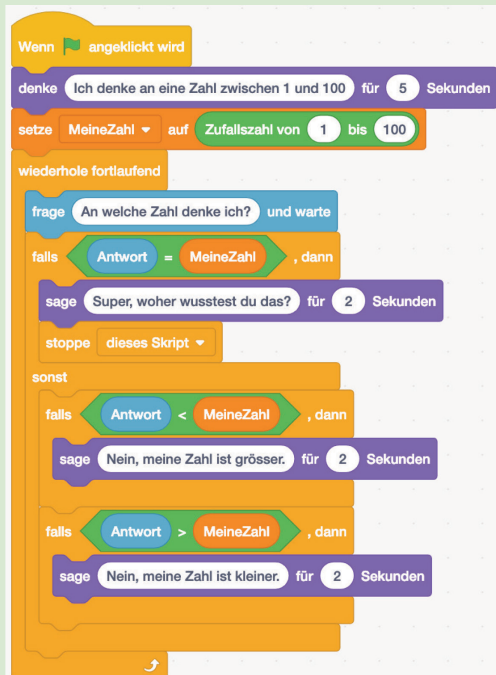 Wenn angeklickt wird
denke Ich denke an eine Zahl zwischen 1 und 100 für 5 Sekunden
setze MeineZahl auf Zufallszahl von 1 bis 100
wiederhole fortlaufend
frage An welche Zahl denke ich? und warte
falls Antwort = MeineZahl , dann
sage Super, woher wusstest du das? für 2 Sekunden
stoppe dieses Skript
sonst
falls Antwort < MeineZahl , dann
sage Nein, meine Zahl ist grösser. für 2 Sekunden
falls Antwort > MeineZahl , dann
sage Nein, meine Zahl ist kleiner. für 2 Sekunden